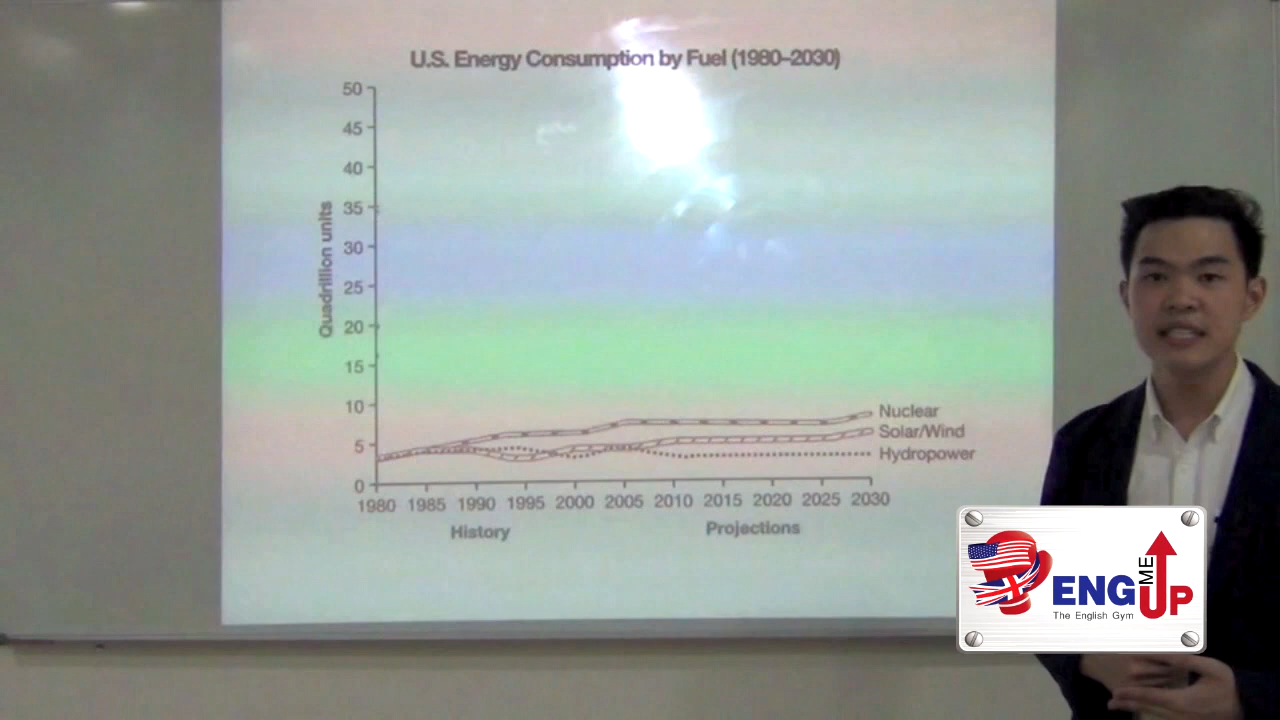 U.S. Energy Consumption by Fuel (1980–2030)
50
45
40
35
30
25
20
15
10
5
0
Quadrillion units
Nuclear
Solar/Wind
Hydropower
1980 1985 1990 1995 2000 2005 2010 2015 2020 2025 2030
History Projections
ENG ME UP
The English Gym